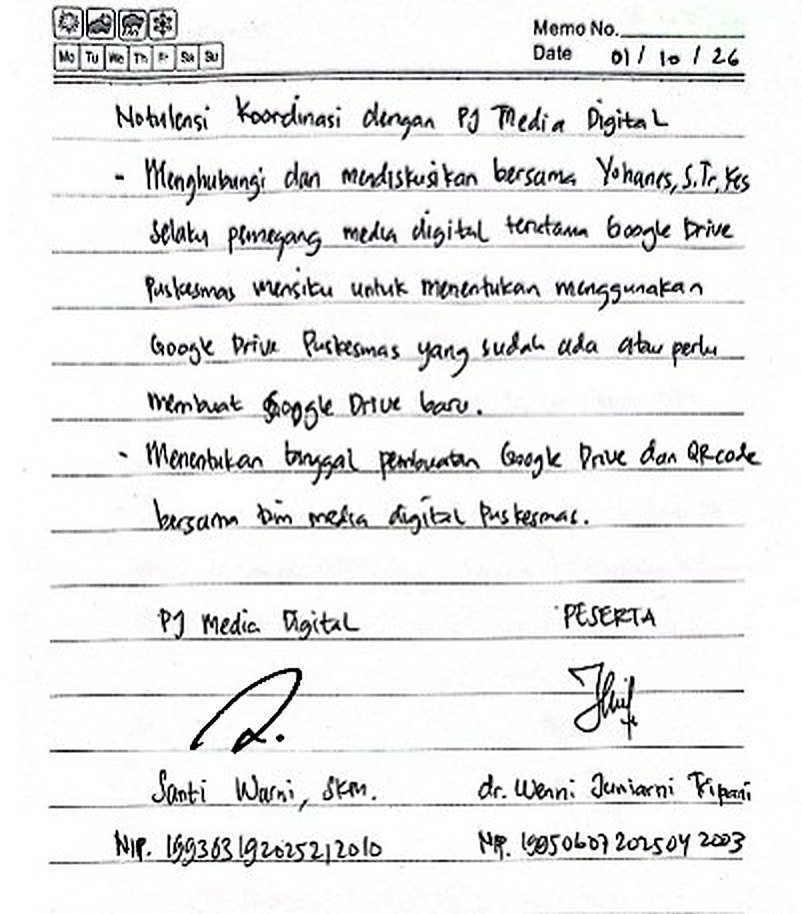 Memo No.
Mo Tu We Th Fr Sa Su
Date 01 / 10 / 26
Notulensi Koordinasi dengan PJ Media Digital
- Menghubungi dan mendiskusikan bersama Yohanes, S.Tr.Kes
selaku pemegang media digital terutama Google Drive
Puskesmas mensiku untuk menentukan menggunakan
Google Drive Puskesmas yang sudah ada atau perlu
membuat Google Drive baru.
- Menentukan tanggal pembuatan Google Drive dan QR code
bersama tim media digital Puskesmas.
PJ Media Digital PESERTA
Santi Warni, SKM. dr. Wenni Juniarni Tripani
NIP. 199303192025212010 NIP. 199506072025042003